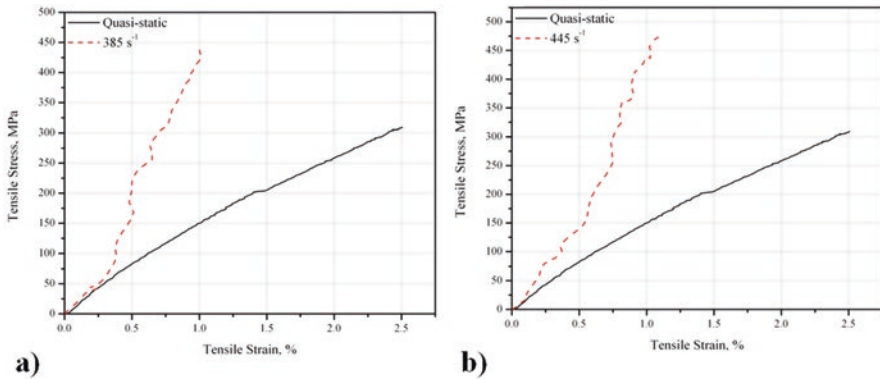 Quasi-static
385 s⁻¹
500
450
400
350
300
250
200
150
100
50
0
0.0 0.5 1.0 1.5 2.0 2.5
Tensile Stress, MPa
Tensile Strain, %
a)
Quasi-static
445 s⁻¹
500
450
400
350
300
250
200
150
100
50
0
0.0 0.5 1.0 1.5 2.0 2.5
Tensile Stress, MPa
Tensile Strain, %
b)